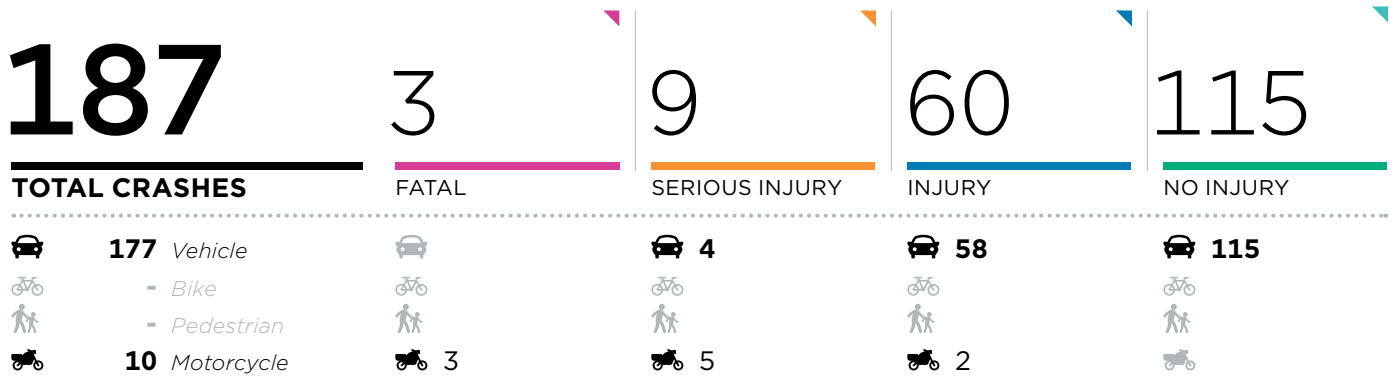 187 3 9 60 115
TOTAL CRASHES FATAL SERIOUS INJURY INJURY NO INJURY
177 Vehicle 4 58 115
- Bike
- Pedestrian
10 Motorcycle 3 5 2